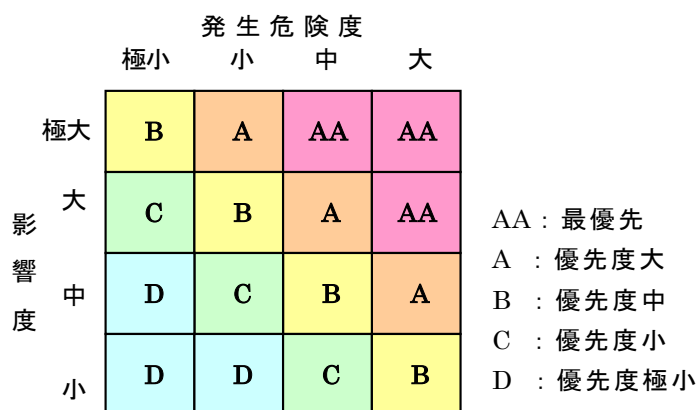 発生危険度
極小 小 中 大
極大 B A AA AA
大 C B A AA
中 D C B A
小 D D C B
影響度
AA：最優先
A ：優先度大
B ：優先度中
C ：優先度小
D ：優先度極小